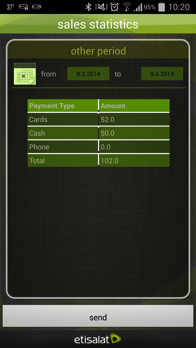 37° 95% 10:20
sales statistics
other period
from 9.3.2014 to 9.4.2014
Payment Type Amount
Cards 52.0
Cash 50.0
Phone 0.0
Total 102.0
send
etisalat